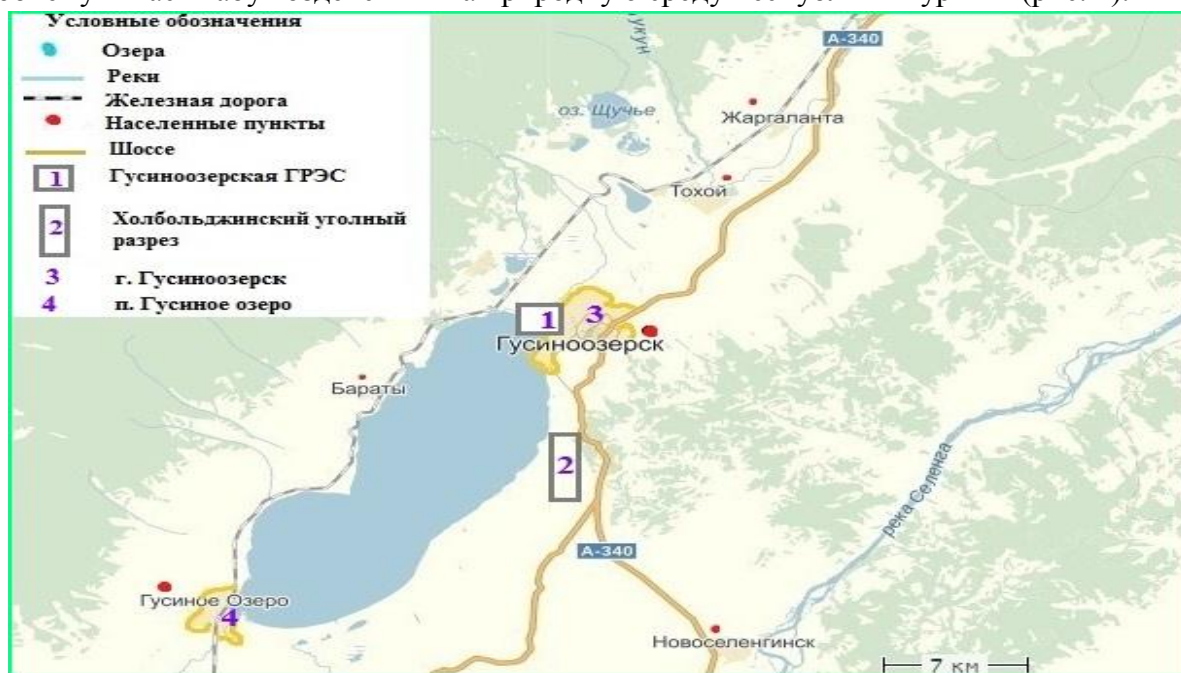 Условные обозначения
Озера
Реки
Железная дорога
Населенные пункты
Шоссе
1 Гусиноозерская ГРЭС
2 Холбольджинский уголный
разрез
3 г. Гусиноозерск
4 п. Гусиное озеро
А-340
оз. Щучье
Жаргаланта
Тохой
1
3
Гусиноозерск
Бараты
2
река Селенга
А-340
Гусиное Озеро
4
Новоселенгинск
7 км